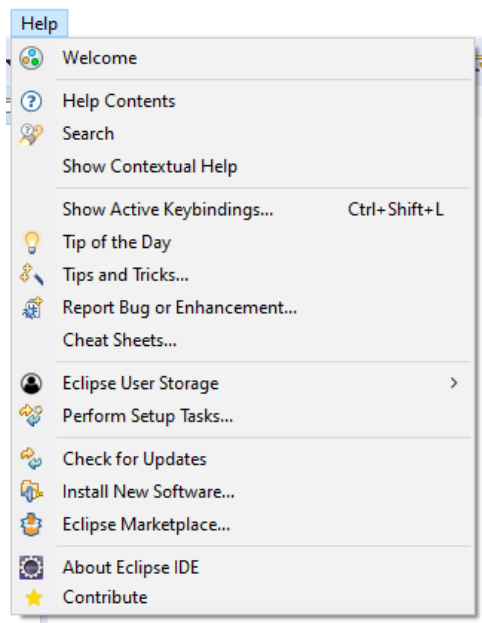 Help
Welcome
Help Contents
Search
Show Contextual Help
Show Active Keybindings... Ctrl+Shift+L
Tip of the Day
Tips and Tricks...
Report Bug or Enhancement...
Cheat Sheets...
Eclipse User Storage
Perform Setup Tasks...
Check for Updates
Install New Software...
Eclipse Marketplace...
About Eclipse IDE
Contribute